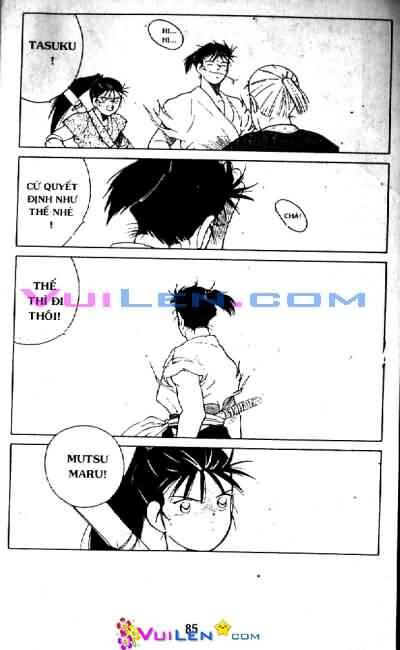 TASUKU
!
HI...
HI...
CỨ QUYẾT
ĐỊNH NHƯ
THẾ NHÉ
!
CHÀ!
THẾ
THÌ ĐI
THÔI!
VUILEN.COM
MUTSU
MARU!
85
VUILEN.COM